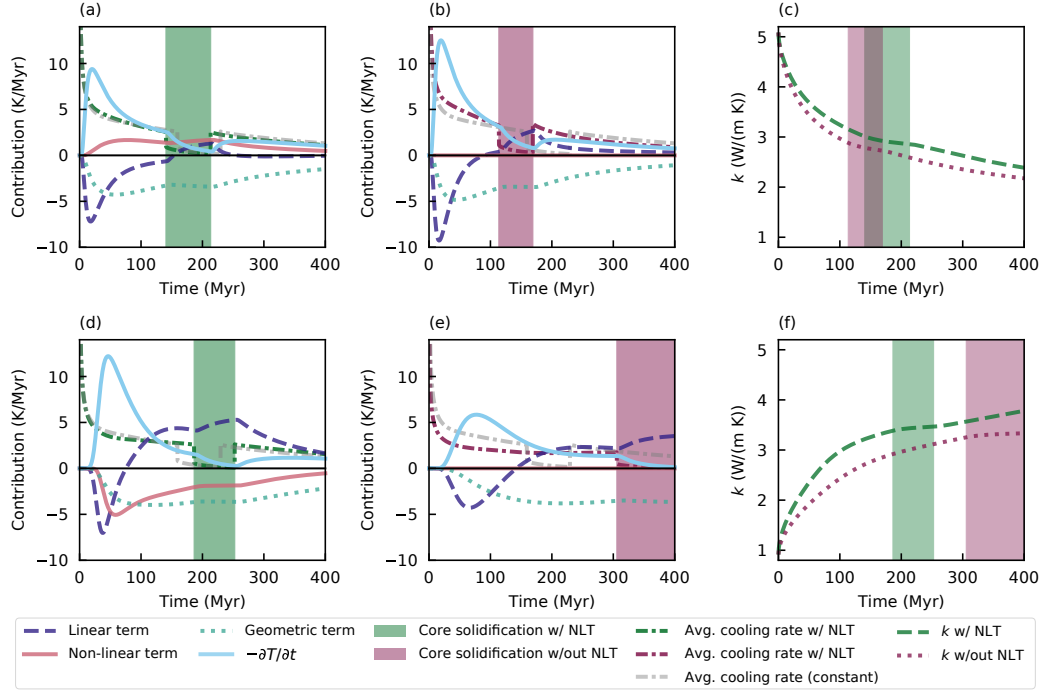 (a)
(b)
(c)
Contribution (K/Myr)
10
5
0
−5
−10
0 100 200 300 400
Time (Myr)
Contribution (K/Myr)
10
5
0
−5
−10
0 100 200 300 400
Time (Myr)
k (W/(m K))
5
4
3
2
1
0 100 200 300 400
Time (Myr)
(d)
(e)
(f)
Contribution (K/Myr)
10
5
0
−5
−10
0 100 200 300 400
Time (Myr)
Contribution (K/Myr)
10
5
0
−5
−10
0 100 200 300 400
Time (Myr)
k (W/(m K))
5
4
3
2
1
0 100 200 300 400
Time (Myr)
Linear term
Non-linear term
Geometric term
−∂T/∂t
Core solidification w/ NLT
Core solidification w/out NLT
Avg. cooling rate w/ NLT
Avg. cooling rate w/ NLT
Avg. cooling rate (constant)
k w/ NLT
k w/out NLT